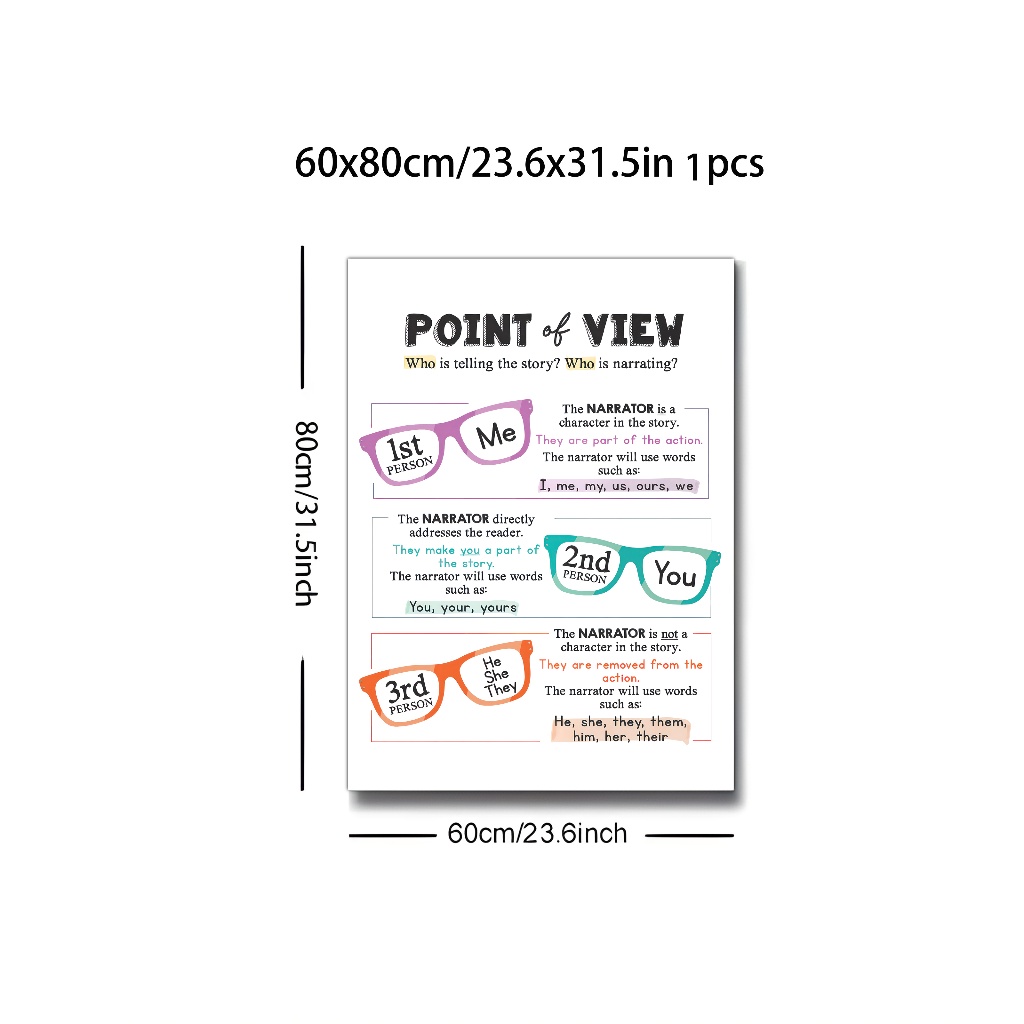 60x80cm/23.6x31.5in 1pcs
80cm/31.5inch
POINT of VIEW
Who is telling the story? Who is narrating?
1st
PERSON
Me
The NARRATOR is a
character in the story.
They are part of the action.
The narrator will use words
such as:
I, me, my, us, ours, we
The NARRATOR directly
addresses the reader.
They make you a part of
the story.
The narrator will use words
such as:
You, your, yours
2nd
PERSON
You
3rd
PERSON
He
She
They
The NARRATOR is not a
character in the story.
They are removed from the
action.
The narrator will use words
such as:
He, she, they, them,
him, her, their
60cm/23.6inch